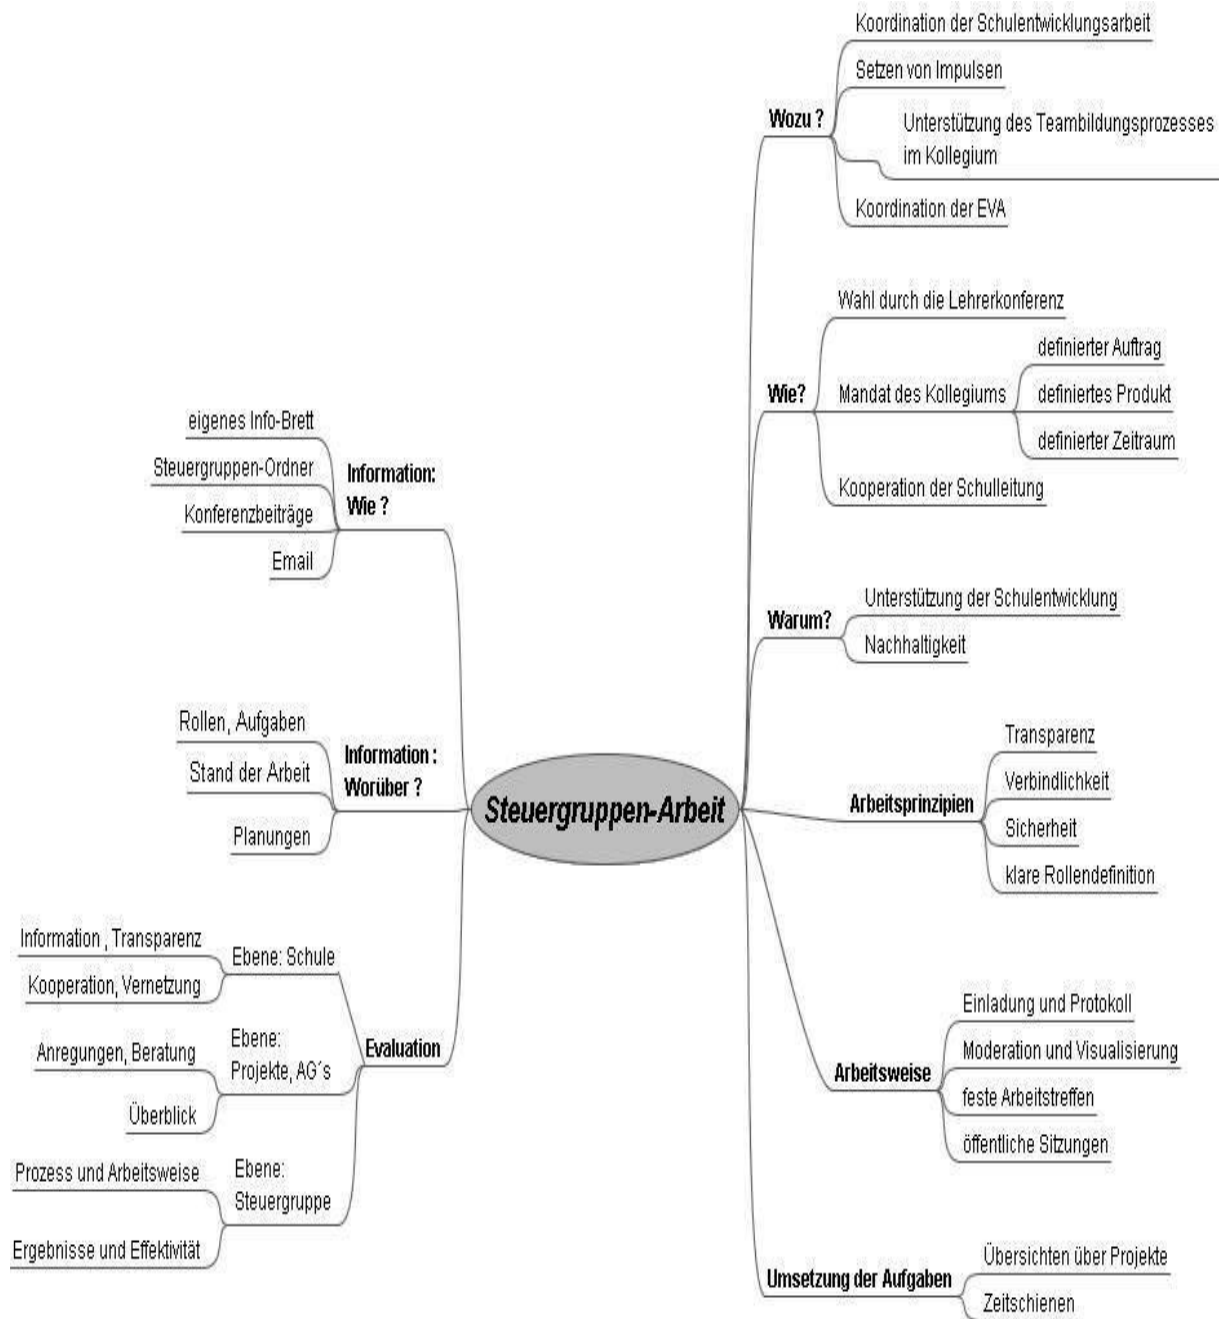 Steuergruppen-Arbeit
Wozu ?
Koordination der Schulentwicklungsarbeit
Setzen von Impulsen
Unterstützung des Teambildungsprozesses
im Kollegium
Koordination der EVA
Wie?
Wahl durch die Lehrerkonferenz
Mandat des Kollegiums
definierter Auftrag
definiertes Produkt
definierter Zeitraum
Kooperation der Schulleitung
Warum?
Unterstützung der Schulentwicklung
Nachhaltigkeit
Arbeitsprinzipien
Transparenz
Verbindlichkeit
Sicherheit
klare Rollendefinition
Arbeitsweise
Einladung und Protokoll
Moderation und Visualisierung
feste Arbeitstreffen
öffentliche Sitzungen
Umsetzung der Aufgaben
Übersichten über Projekte
Zeitschienen
Information:
Wie ?
eigenes Info-Brett
Steuergruppen-Ordner
Konferenzbeiträge
Email
Information :
Worüber ?
Rollen, Aufgaben
Stand der Arbeit
Planungen
Evaluation
Ebene: Schule
Information , Transparenz
Kooperation, Vernetzung
Ebene:
Projekte, AG´s
Anregungen, Beratung
Überblick
Ebene:
Steuergruppe
Prozess und Arbeitsweise
Ergebnisse und Effektivität